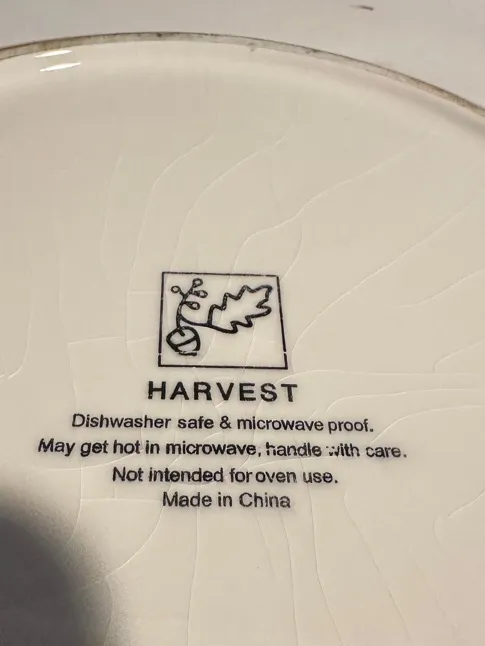 HARVEST
Dishwasher safe & microwave proof.
May get hot in microwave, handle with care.
Not intended for oven use.
Made in China